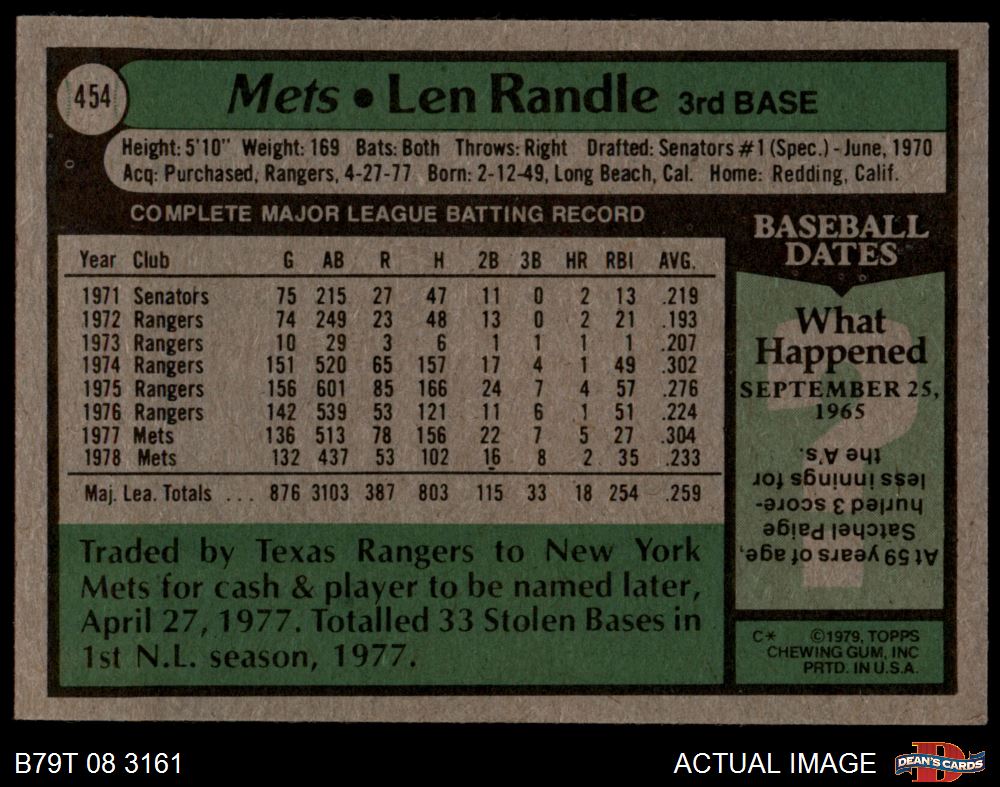 454
Mets • Len Randle 3rd BASE
Height: 5'10" Weight: 169 Bats: Both Throws: Right Drafted: Senators #1 (Spec.) - June, 1970
Acq: Purchased, Rangers, 4-27-77 Born: 2-12-49, Long Beach, Cal. Home: Redding, Calif.
COMPLETE MAJOR LEAGUE BATTING RECORD
Year Club G AB R H 2B 3B HR RBI AVG.
1971 Senators 75 215 27 47 11 0 2 13 .219
1972 Rangers 74 249 23 48 13 0 2 21 .193
1973 Rangers 10 29 3 6 1 1 1 1 .207
1974 Rangers 151 520 65 157 17 4 1 49 .302
1975 Rangers 156 601 85 166 24 7 4 57 .276
1976 Rangers 142 539 53 121 11 6 1 51 .224
1977 Mets 136 513 78 156 22 7 5 27 .304
1978 Mets 132 437 53 102 16 8 2 35 .233
Maj. Lea. Totals ... 876 3103 387 803 115 33 18 254 .259
Traded by Texas Rangers to New York
Mets for cash & player to be named later,
April 27, 1977. Totalled 33 Stolen Bases in
1st N.L. season, 1977.
BASEBALL
DATES
What
Happened
SEPTEMBER 25,
1965
At 59 years of age,
Satchel Paige
hurled 3 score-
less innings for
the A's.
C* ©1979, TOPPS
CHEWING GUM, INC
PRTD. IN U.S.A.
B79T 08 3161
ACTUAL IMAGE
DEAN'S CARDS